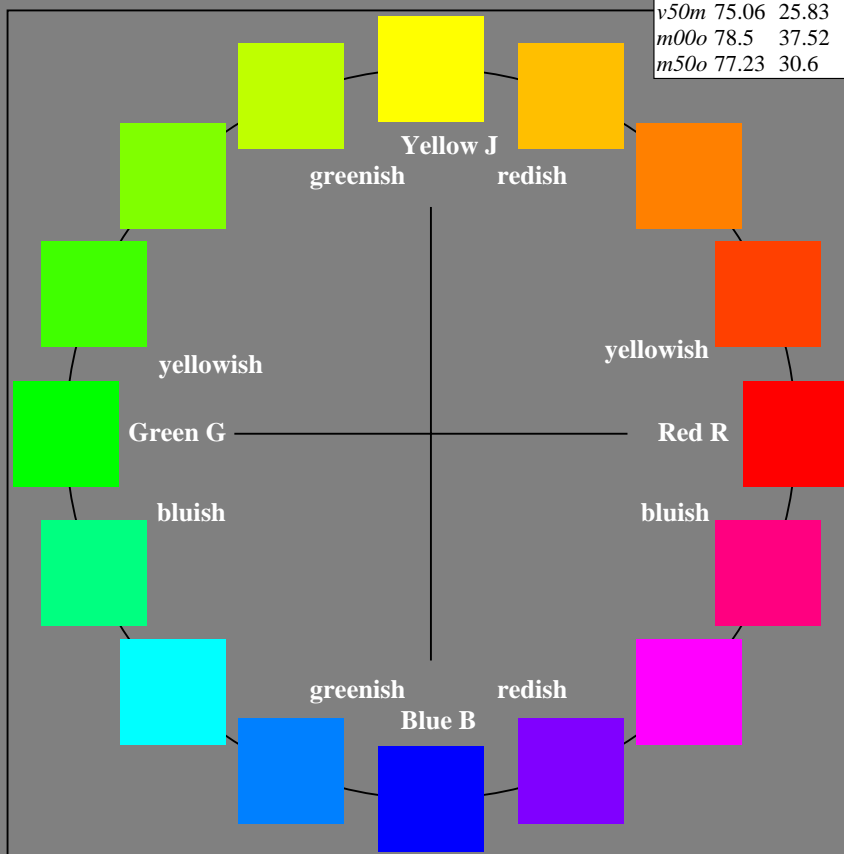 v50m 75.06 25.83
m00o 78.5 37.52
m50o 77.23 30.6
Yellow J
greenish redish
yellowish yellowish
Green G Red R
bluish bluish
greenish redish
Blue B